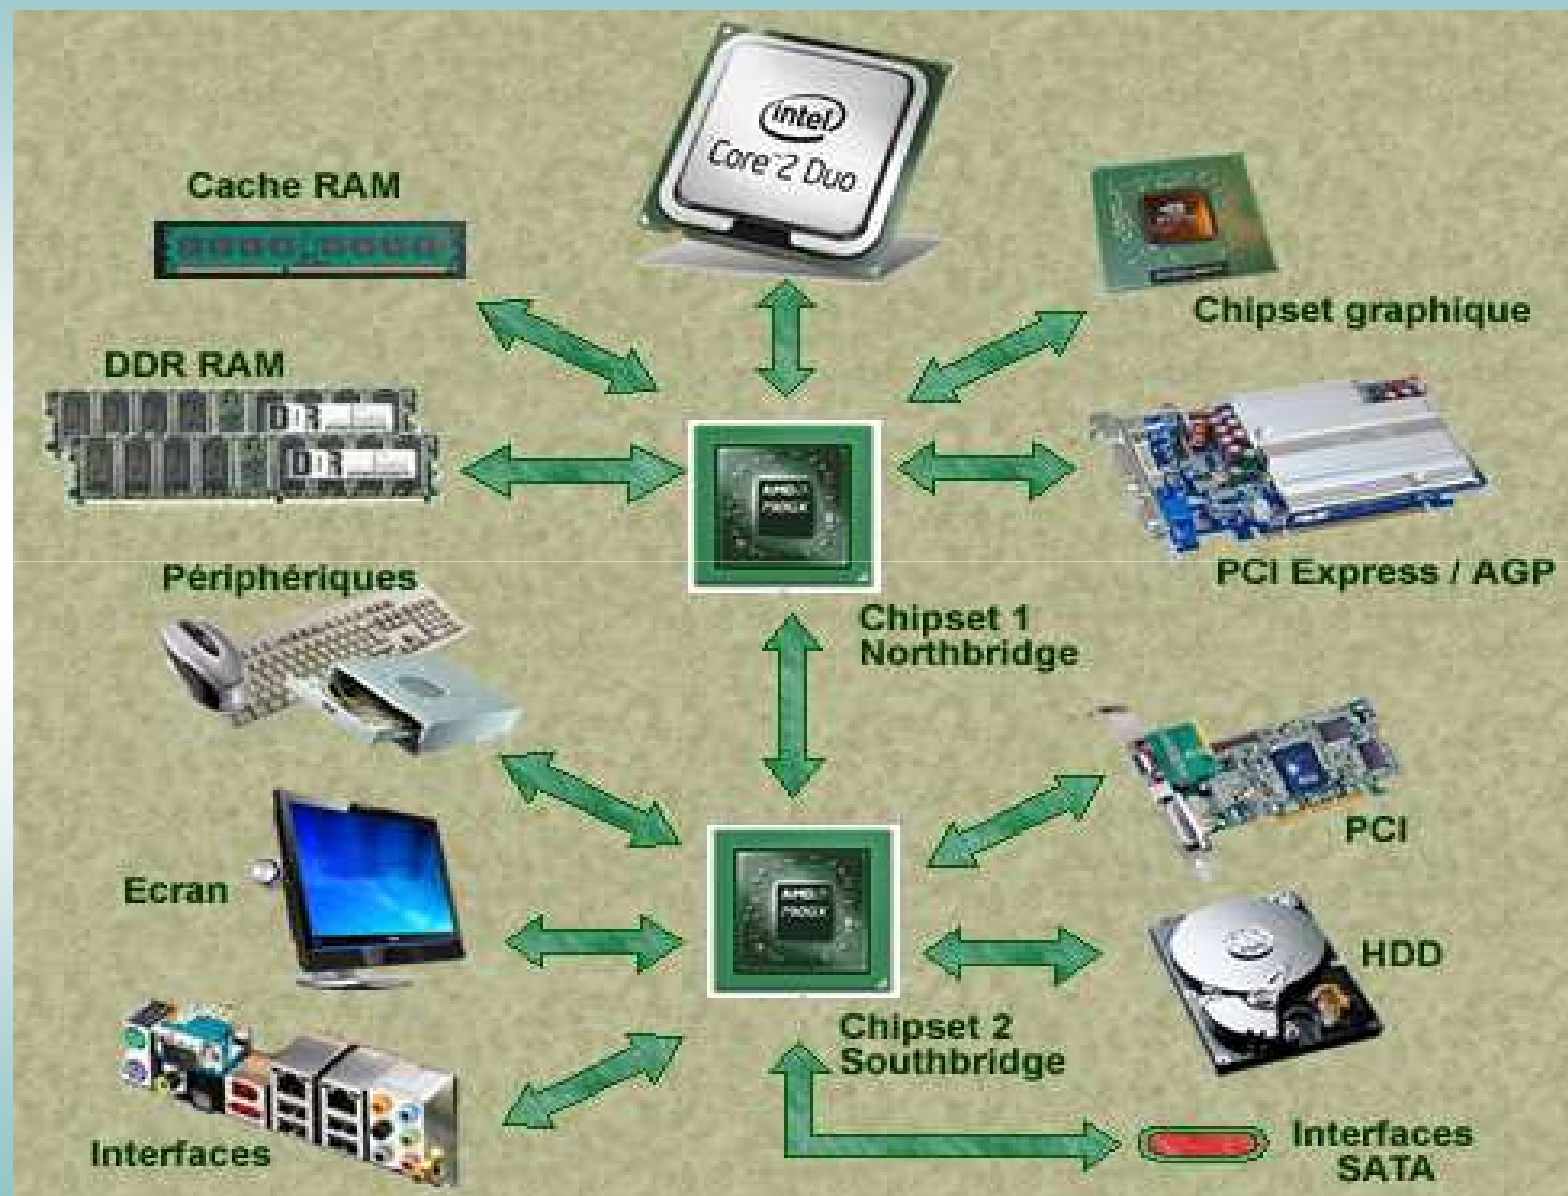 intel
Core 2 Duo
Cache RAM
Chipset graphique
DDR RAM
PCI Express / AGP
Périphériques
Chipset 1
Northbridge
PCI
Ecran
HDD
Chipset 2
Southbridge
Interfaces
Interfaces
SATA